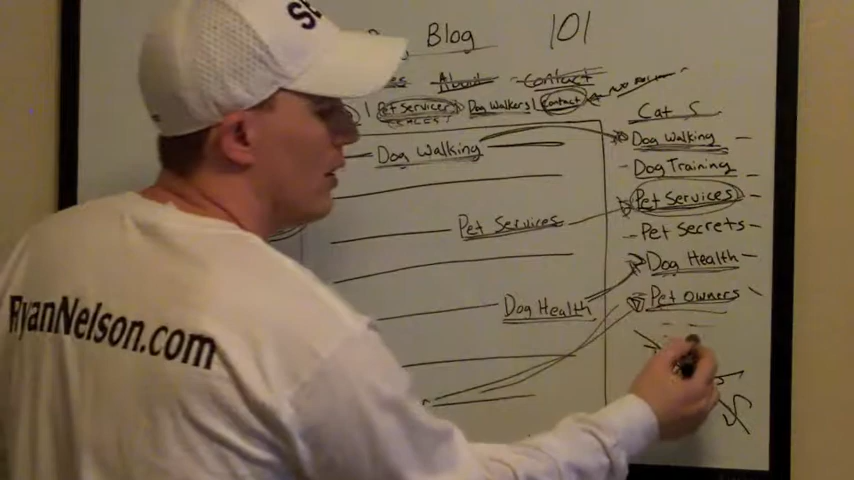 Blog 101
About Contact
Pet Services | Dog Walkers | Contact
Cat S
Dog Walking
Dog Training
Pet Services
Pet Secrets
Dog Health
Pet Owners
Dog Walking
Pet Services
Dog Health
RyanNelson.com